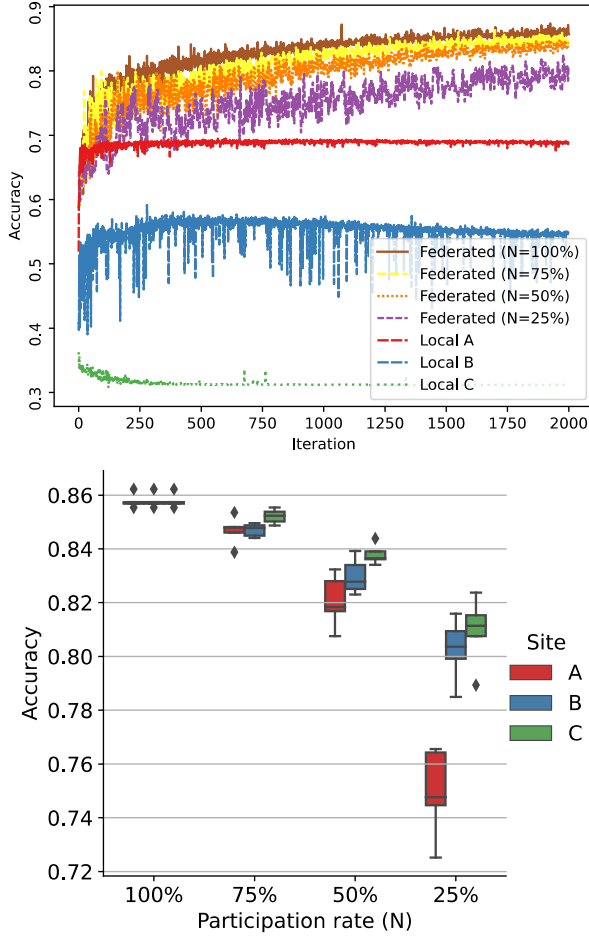 0.9
0.8
0.7
0.6
0.5
0.4
0.3
Accuracy
Federated (N=100%)
Federated (N=75%)
Federated (N=50%)
Federated (N=25%)
Local A
Local B
Local C
0 250 500 750 1000 1250 1500 1750 2000
Iteration
0.86
0.84
0.82
0.80
0.78
0.76
0.74
0.72
Accuracy
Site
A
B
C
100% 75% 50% 25%
Participation rate (N)